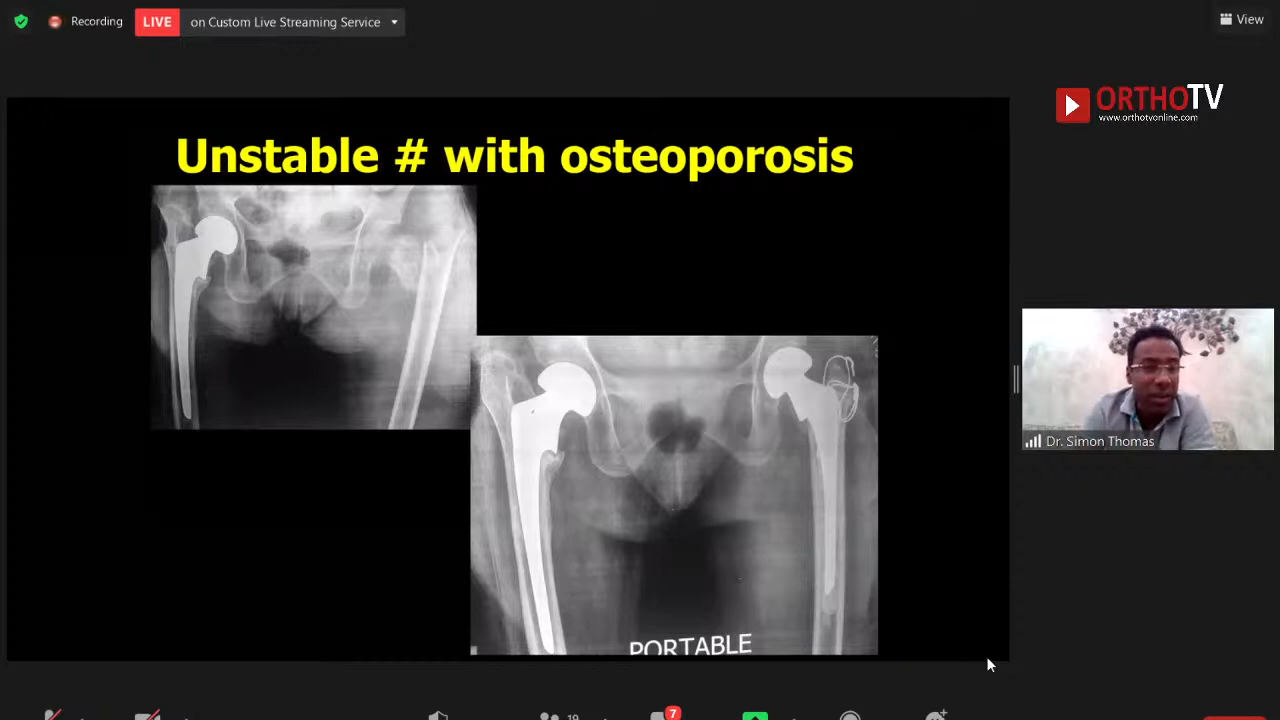 Recording
LIVE
on Custom Live Streaming Service
View
ORTHOTV
www.orthotvonline.com
Unstable # with osteoporosis
PORTABLE
Dr. Simon Thomas
7
19